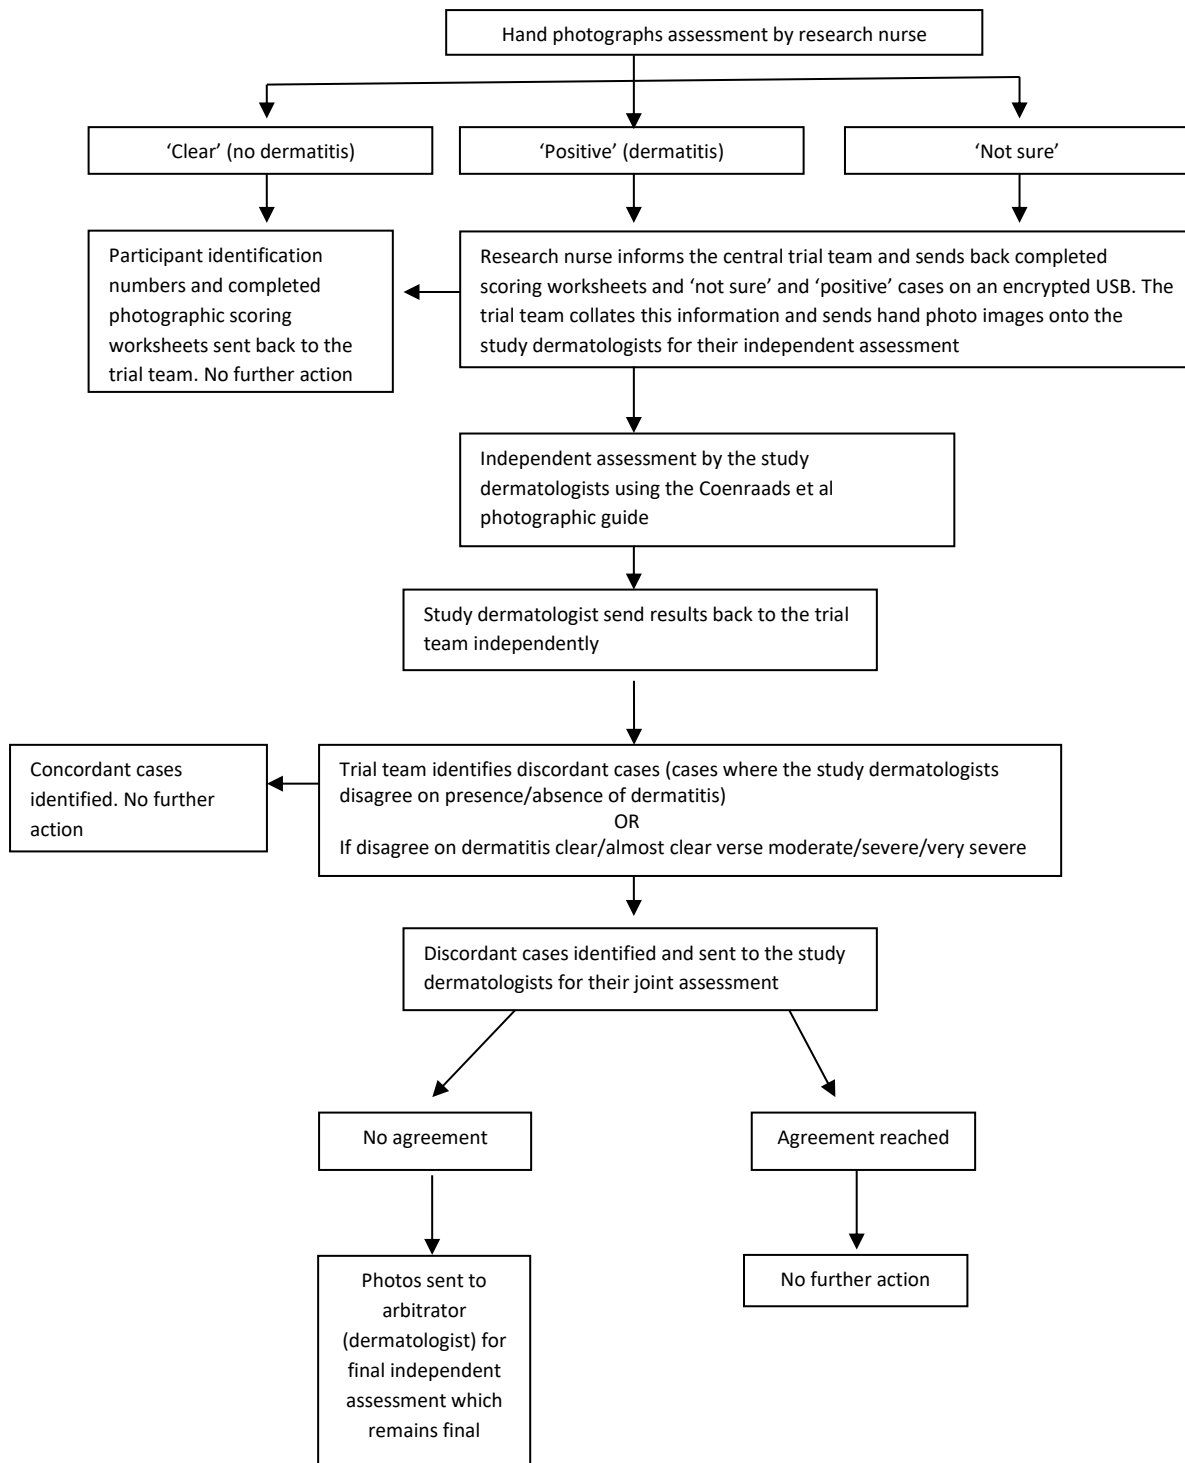 Hand photographs assessment by research nurse
‘Clear’ (no dermatitis)
‘Positive’ (dermatitis)
‘Not sure’
Participant identification
numbers and completed
photographic scoring
worksheets sent back to the
trial team. No further action
Research nurse informs the central trial team and sends back completed
scoring worksheets and ‘not sure’ and ‘positive’ cases on an encrypted USB. The
trial team collates this information and sends hand photo images onto the
study dermatologists for their independent assessment
Independent assessment by the study
dermatologists using the Coenraads et al
photographic guide
Study dermatologist send results back to the trial
team independently
Concordant cases
identified. No further
action
Trial team identifies discordant cases (cases where the study dermatologists
disagree on presence/absence of dermatitis)
OR
If disagree on dermatitis clear/almost clear verse moderate/severe/very severe
Discordant cases identified and sent to the study
dermatologists for their joint assessment
No agreement
Agreement reached
Photos sent to
arbitrator
(dermatologist) for
final independent
assessment which
remains final
No further action